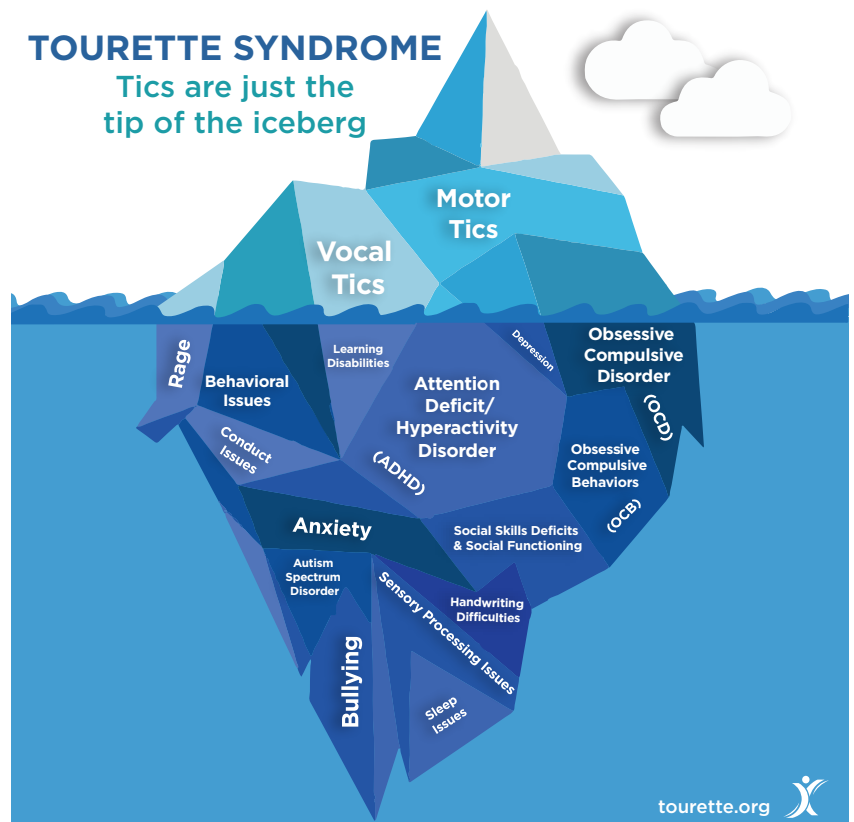 TOURETTE SYNDROME
Tics are just the
tip of the iceberg
Motor
Tics
Vocal
Tics
Rage
Behavioral
Issues
Learning
Disabilities
Attention
Deficit/
Hyperactivity
Disorder
(ADHD)
Depression
Obsessive
Compulsive
Disorder
(OCD)
Conduct
Issues
Obsessive
Compulsive
Behaviors
(OCB)
Anxiety
Social Skills Deficits
& Social Functioning
Autism
Spectrum
Disorder
Sensory Processing Issues
Handwriting
Difficulties
Bullying
Sleep
Issues
tourette.org